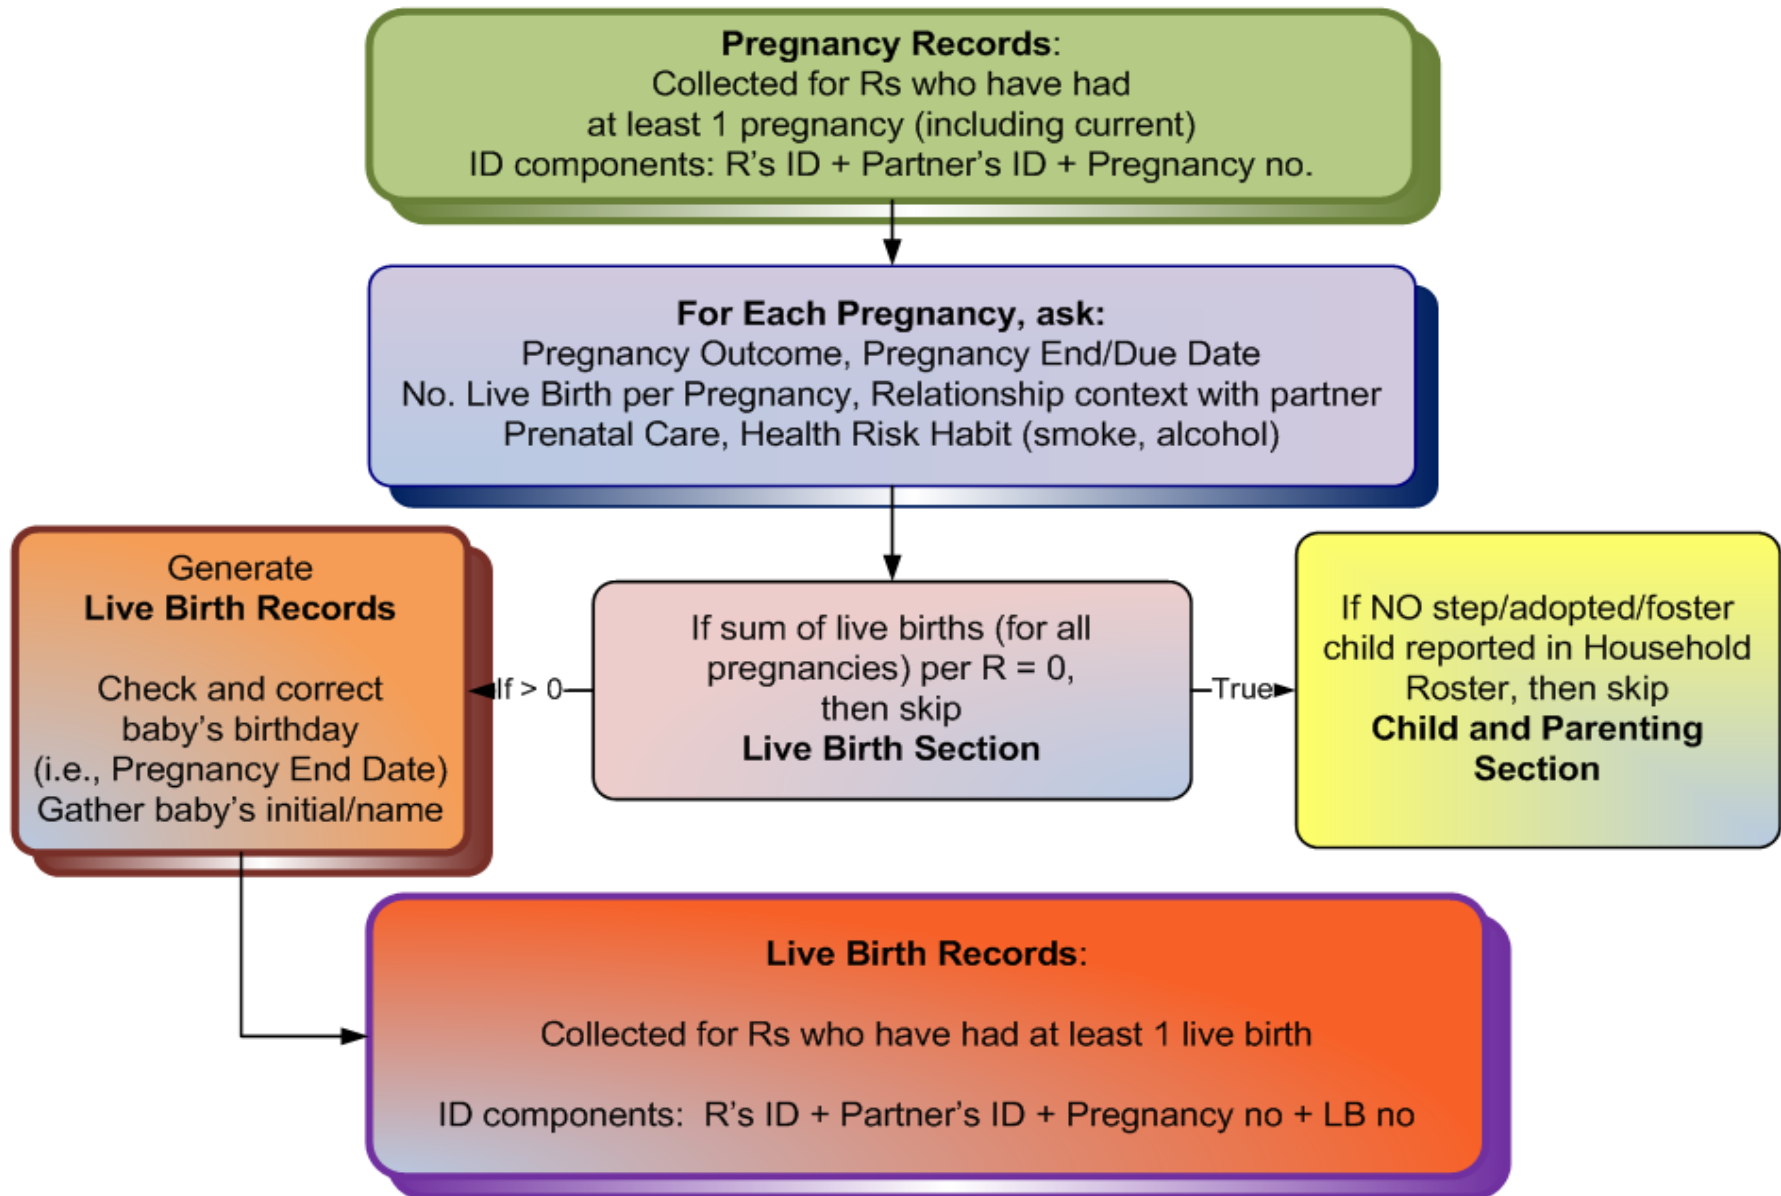 Pregnancy Records:
Collected for Rs who have had
at least 1 pregnancy (including current)
ID components: R's ID + Partner's ID + Pregnancy no.
For Each Pregnancy, ask:
Pregnancy Outcome, Pregnancy End/Due Date
No. Live Birth per Pregnancy, Relationship context with partner
Prenatal Care, Health Risk Habit (smoke, alcohol)
Generate
Live Birth Records
Check and correct
baby's birthday
(i.e., Pregnancy End Date)
Gather baby's initial/name
If > 0
If sum of live births (for all
pregnancies) per R = 0,
then skip
Live Birth Section
True
If NO step/adopted/foster
child reported in Household
Roster, then skip
Child and Parenting
Section
Live Birth Records:
Collected for Rs who have had at least 1 live birth
ID components:  R's ID + Partner's ID + Pregnancy no + LB no